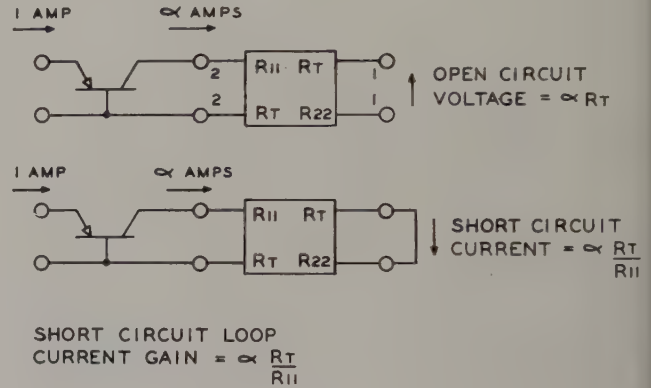 1 AMP
∝ AMPS
2
R11 RT
1
2
RT R22
1
OPEN CIRCUIT
VOLTAGE = ∝ RT
1 AMP
∝ AMPS
R11 RT
RT R22
SHORT CIRCUIT
CURRENT = ∝ RT
R11
SHORT CIRCUIT LOOP
CURRENT GAIN = ∝ RT
R11